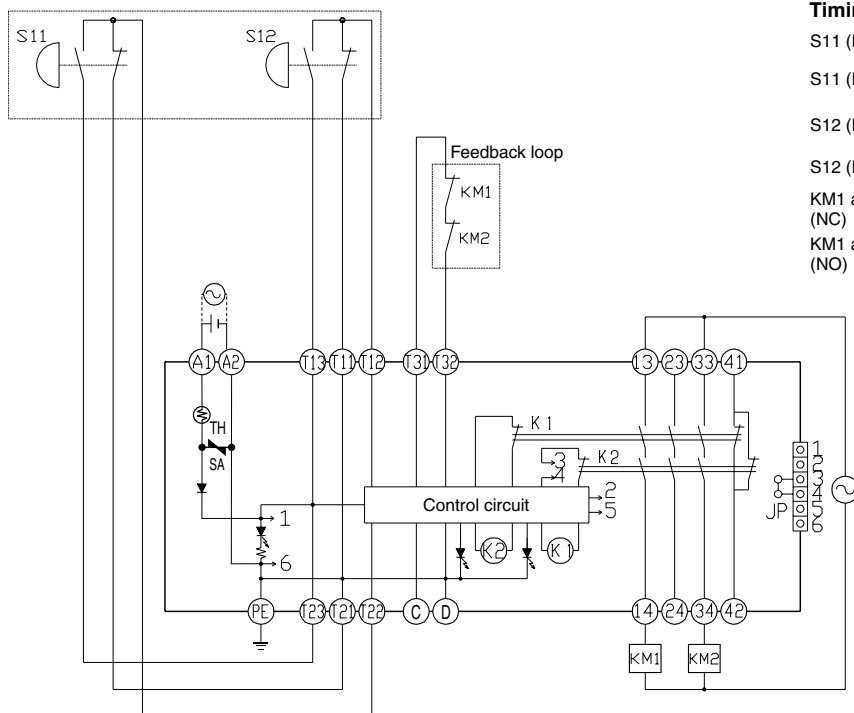 Timin
S11
S12
S11 (
S11 (
S12 (
S12 (
KM1 a
(NC)
KM1 a
(NO)
Feedback loop
KM1
KM2
A1 A2 T13 T11 T12 T31 T32 13 23 33 41
TH
SA
K1
3
4
K2
1
2
3
4
5
6
JP
Control circuit
2
5
1
6
K2 K1
PE T23 T21 T22 C D 14 24 34 42
KM1 KM2